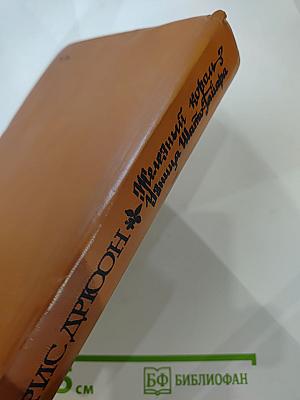 РИС ДРЮОН
Железный король
Узница Шато-Гайара
см
БФ БИБЛИОФАН